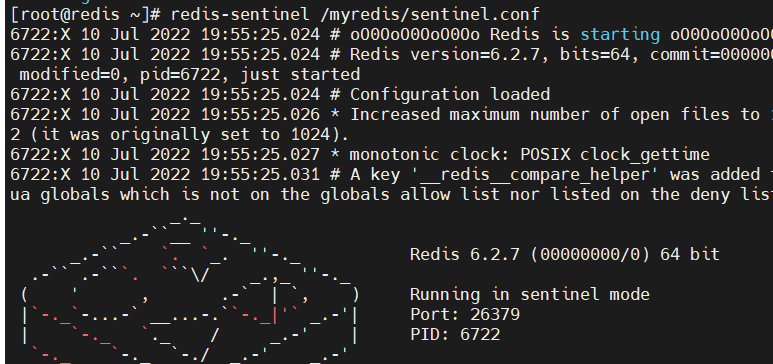 [root@redis ~]# redis-sentinel /myredis/sentinel.conf
6722:X 10 Jul 2022 19:55:25.024 # oO0OoO0OoO0Oo Redis is starting oO0OoO0OoO
6722:X 10 Jul 2022 19:55:25.024 # Redis version=6.2.7, bits=64, commit=000000
modified=0, pid=6722, just started
6722:X 10 Jul 2022 19:55:25.024 # Configuration loaded
6722:X 10 Jul 2022 19:55:25.026 * Increased maximum number of open files to
2 (it was originally set to 1024).
6722:X 10 Jul 2022 19:55:25.027 * monotonic clock: POSIX clock_gettime
6722:X 10 Jul 2022 19:55:25.031 # A key '__redis__compare_helper' was added
ua globals which is not on the globals allow list nor listed on the deny lis
Redis 6.2.7 (00000000/0) 64 bit
Running in sentinel mode
Port: 26379
PID: 6722